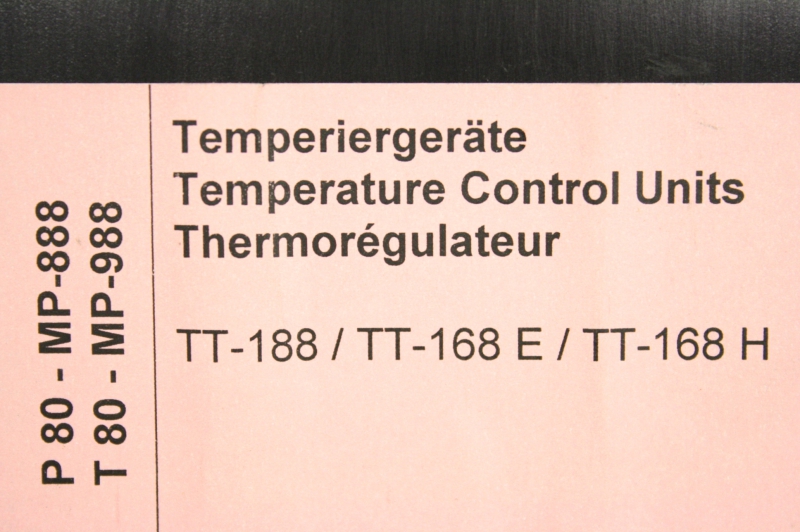 Temperiergeräte
Temperature Control Units
Thermorégulateur
TT-188 / TT-168 E / TT-168 H
P 80 - MP-888
T 80 - MP-988